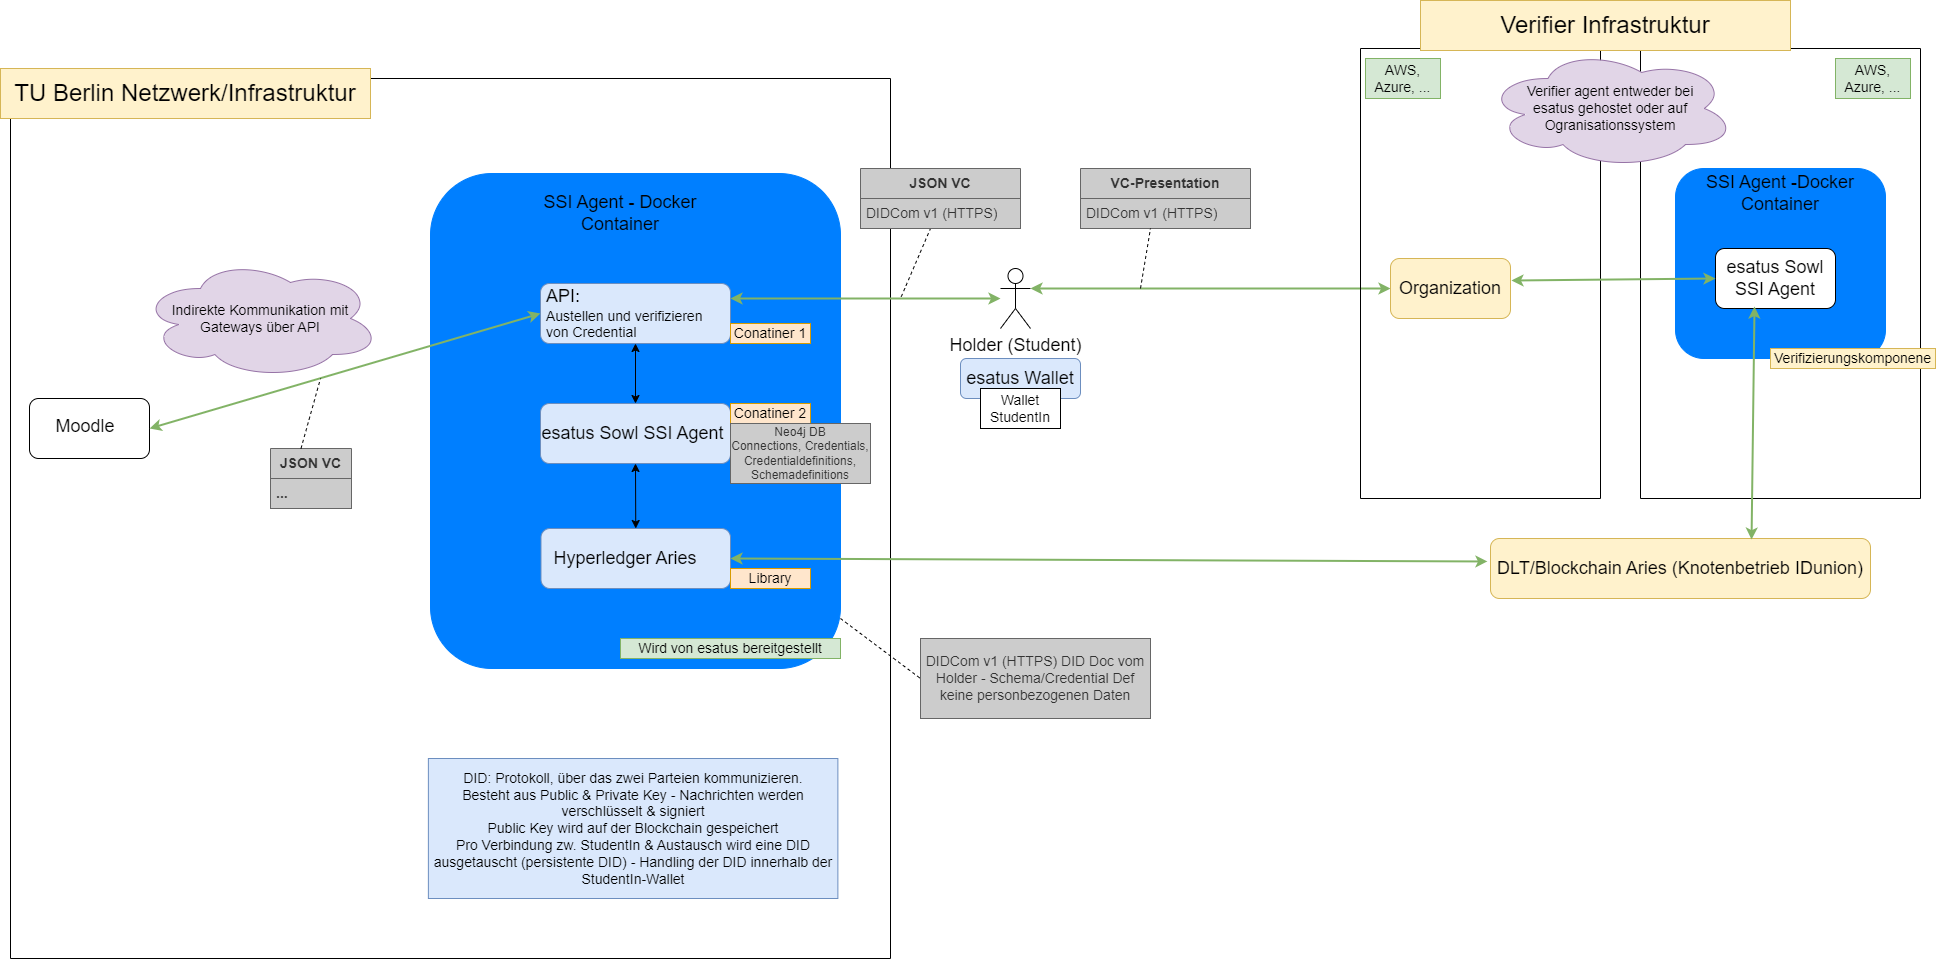 TU Berlin Netzwerk/Infrastruktur
SSI Agent - Docker
Container
Indirekte Kommunikation mit
Gateways über API
Moodle
JSON VC
...
API:
Austellen und verifizieren
von Credential
Conatiner 1
esatus Sowl SSI Agent
Conatiner 2
Neo4j DB
Connections, Credentials,
Credentialdefinitions,
Schemadefinitions
Hyperledger Aries
Library
Wird von esatus bereitgestellt
DID: Protokoll, über das zwei Parteien kommunizieren.
Besteht aus Public & Private Key - Nachrichten werden
verschlüsselt & signiert
Public Key wird auf der Blockchain gespeichert
Pro Verbindung zw. StudentIn & Austausch wird eine DID
ausgetauscht (persistente DID) - Handling der DID innerhalb der
StudentIn-Wallet
JSON VC
DIDCom v1 (HTTPS)
VC-Presentation
DIDCom v1 (HTTPS)
Holder (Student)
esatus Wallet
Wallet
StudentIn
DIDCom v1 (HTTPS) DID Doc vom
Holder - Schema/Credential Def
keine personbezogenen Daten
Verifier Infrastruktur
AWS,
Azure, ...
Verifier agent entweder bei
esatus gehostet oder auf
Ogranisationssystem
AWS,
Azure, ...
SSI Agent -Docker
Container
Organization
esatus Sowl
SSI Agent
Verifizierungskomponene
DLT/Blockchain Aries (Knotenbetrieb IDunion)